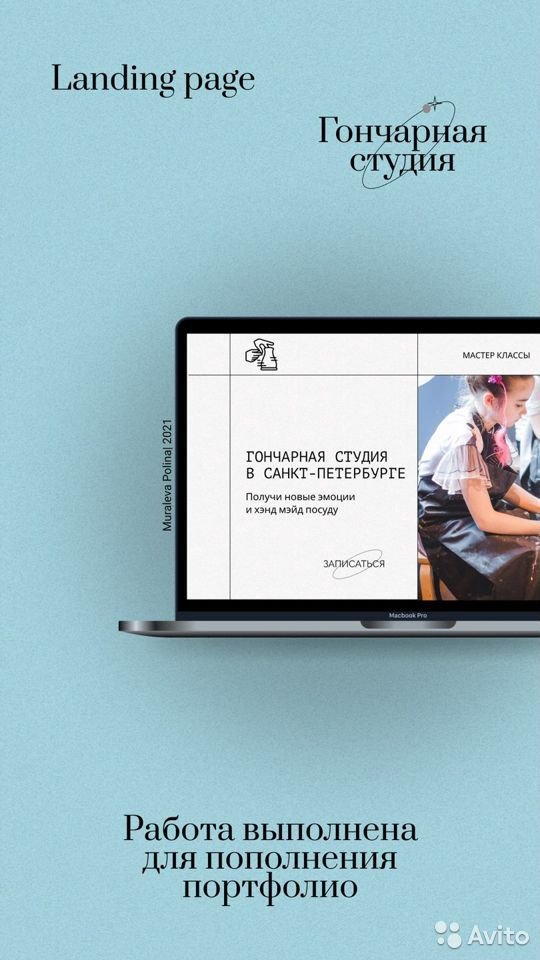 Landing page
Гончарная
студия
МАСТЕР КЛАССЫ
Muraleva Polina| 2021
ГОНЧАРНАЯ СТУДИЯ
В САНКТ-ПЕТЕРБУРГЕ
Получи новые эмоции
и хэнд мэйд посуду
ЗАПИСАТЬСЯ
Macbook Pro
Работа выполнена
для пополнения
портфолио
Avito